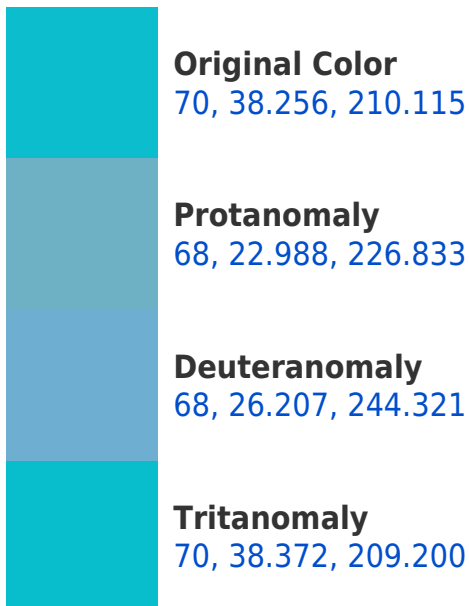 Original Color
70, 38.256, 210.115
Protanomaly
68, 22.988, 226.833
Deuteranomaly
68, 26.207, 244.321
Tritanomaly
70, 38.372, 209.200